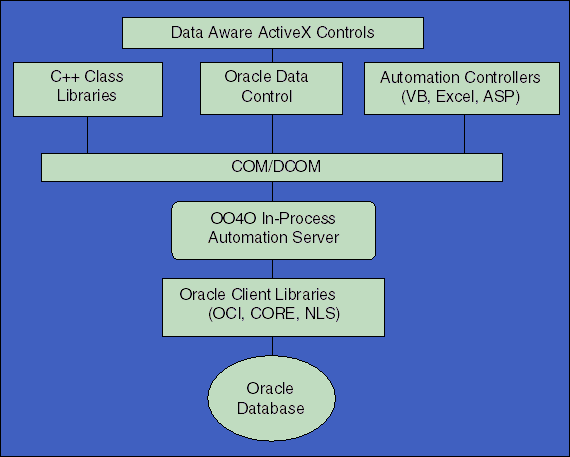 Data Aware ActiveX Controls
C++ Class
Libraries
Oracle Data
Control
Automation Controllers
(VB, Excel, ASP)
COM/DCOM
OO4O In-Process
Automation Server
Oracle Client Libraries
(OCI, CORE, NLS)
Oracle
Database